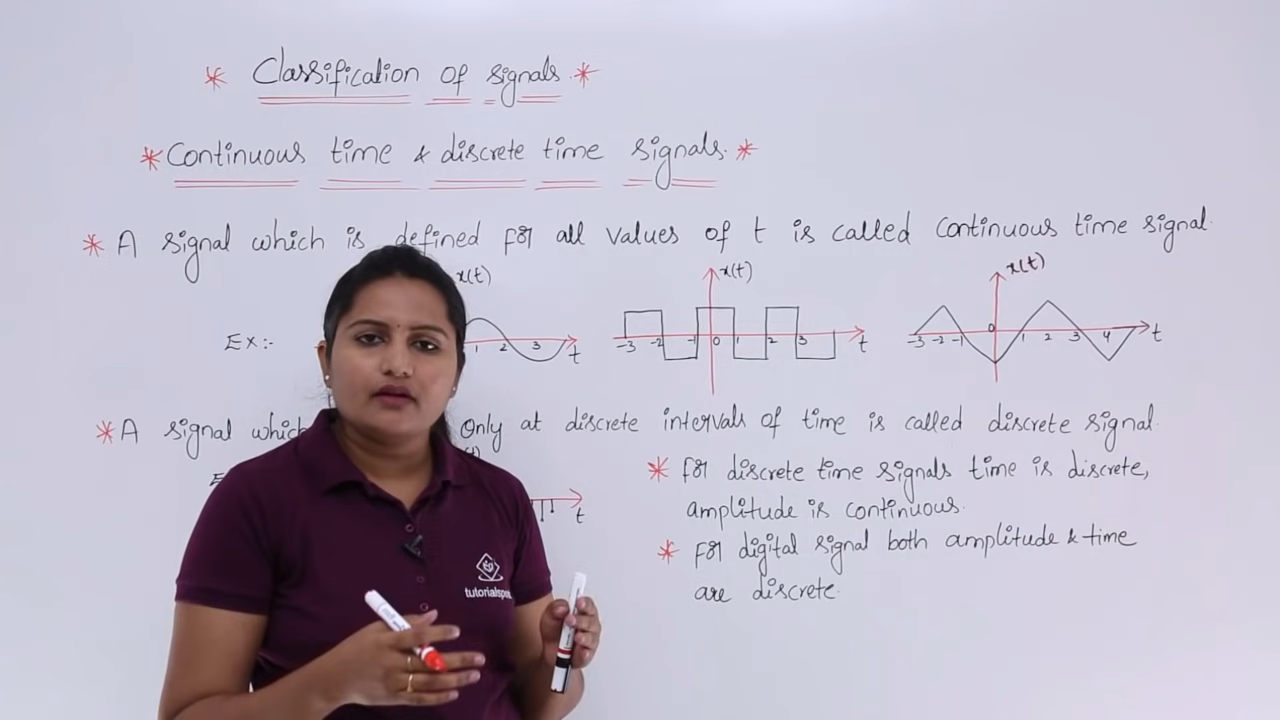 * Classification of signals. *
* Continuous time & discrete time signals. *
* A signal which is defined for all values of t is called continuous time signal.
x(t) x(t) x(t)
Ex:- 1 2 3 t -3 -2 -1 0 1 2 3 t -3 -2 -1 0 1 2 3 4 t
* A signal which only at discrete intervals of time is called discrete signal.
* for discrete time signals time is discrete,
t amplitude is continuous.
* For digital signal both amplitude & time
are discrete.
tutorialspoi